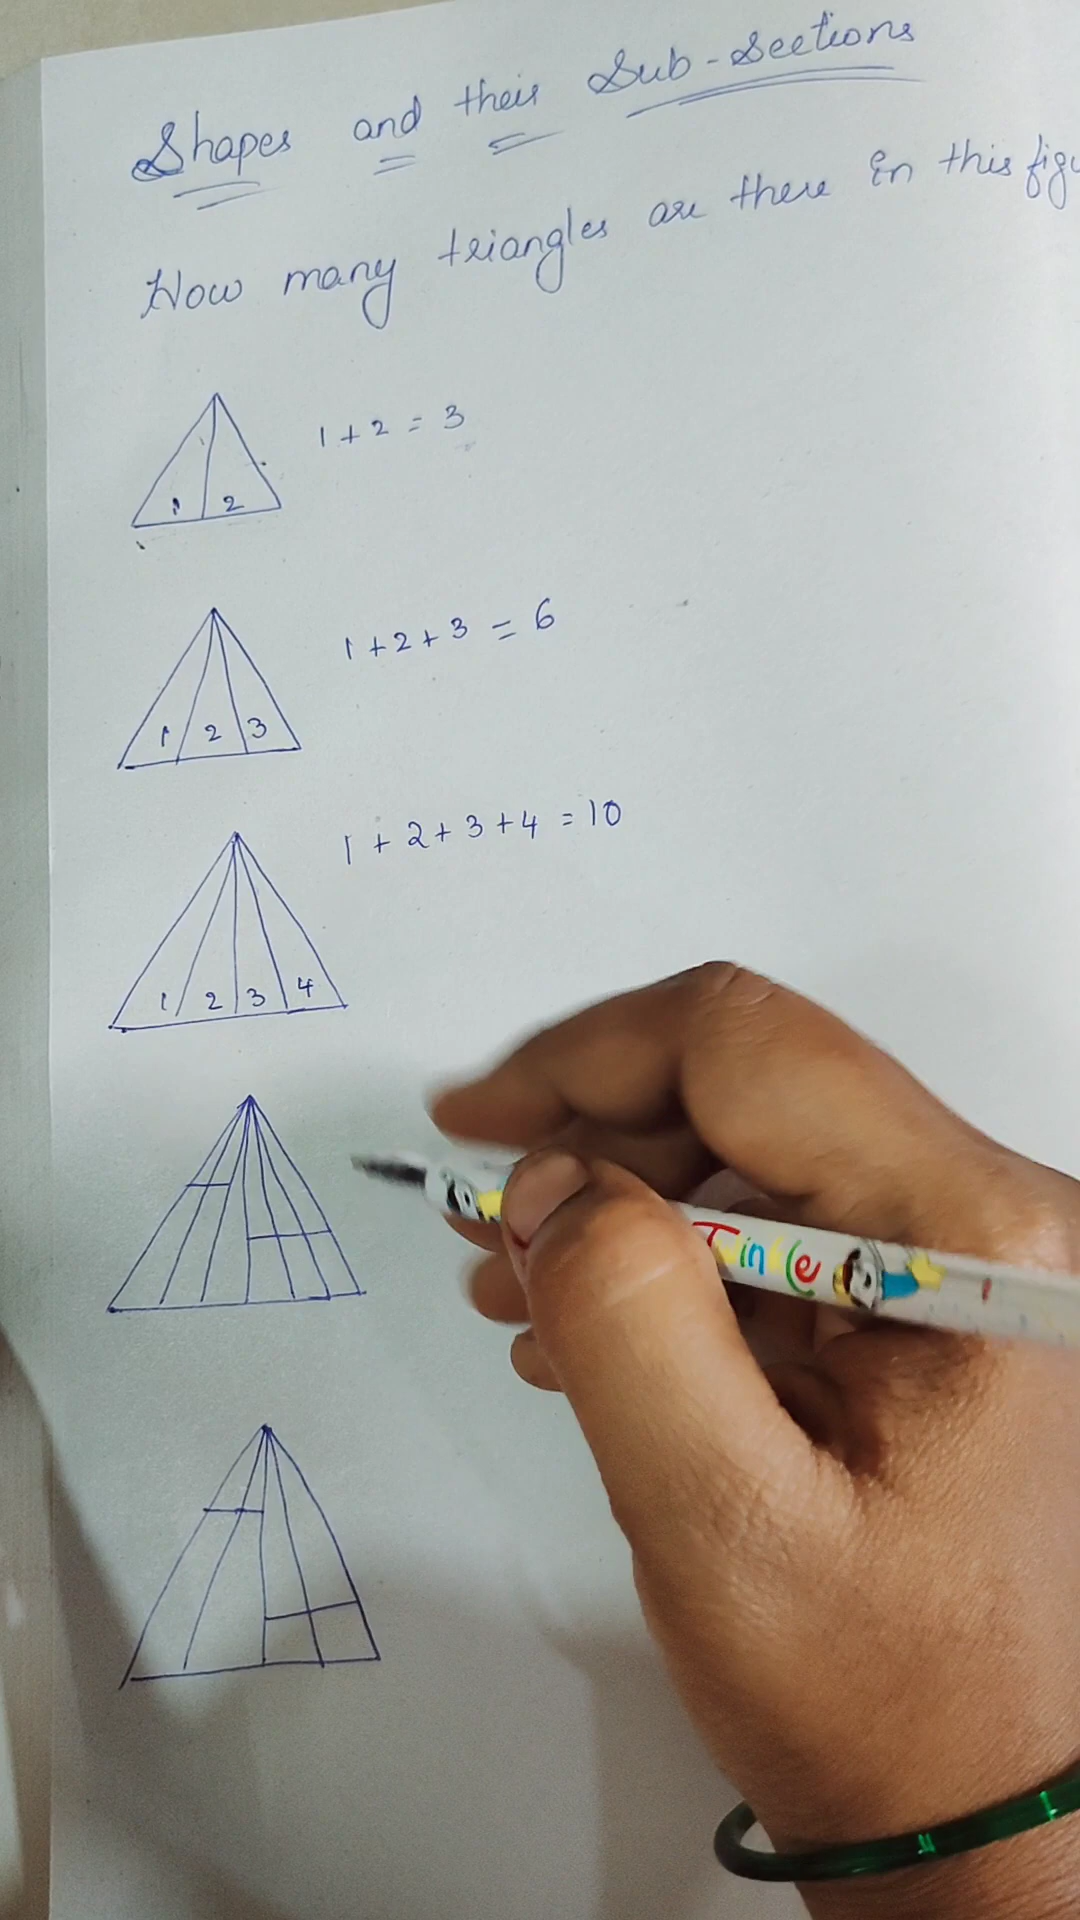 Shapes and their Sub-Sections
How many triangles are there in this figu
1 + 2 = 3
1 2
1 + 2 + 3 = 6
1 2 3
1 + 2 + 3 + 4 = 10
1 2 3 4
Tinkle